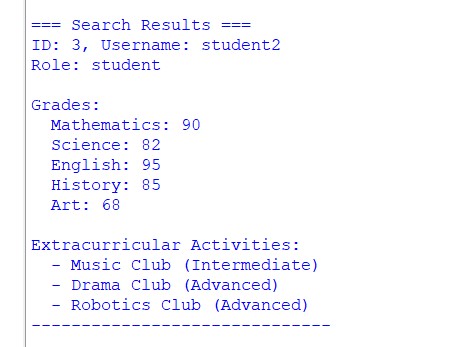 === Search Results ===
ID: 3, Username: student2
Role: student

Grades:
  Mathematics: 90
  Science: 82
  English: 95
  History: 85
  Art: 68

Extracurricular Activities:
  - Music Club (Intermediate)
  - Drama Club (Advanced)
  - Robotics Club (Advanced)
------------------------------